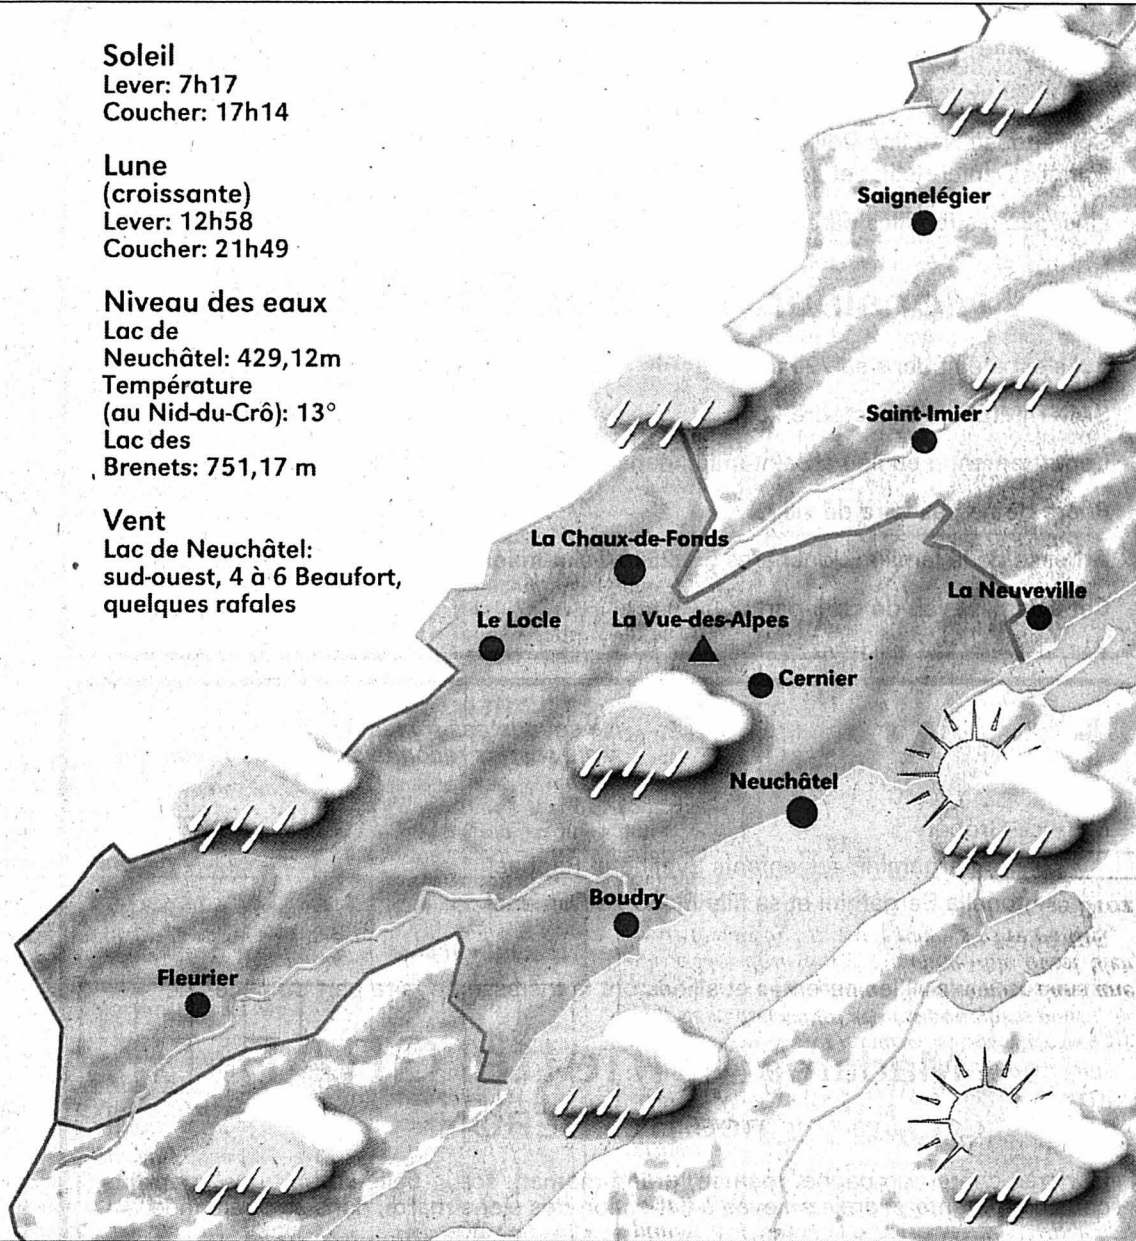 Soleil
Lever: 7h17
Coucher: 17h14
Lune
(croissante)
Lever: 12h58
Coucher: 21h49
Niveau des eaux
Lac de
Neuchâtel: 429,12m
Température
(au Nid-du-Crô): 13°
Lac des
Brenets: 751,17 m
Vent
Lac de Neuchâtel:
sud-ouest, 4 à 6 Beaufort,
quelques rafales
Saignelégier
Saint-Imier
La Chaux-de-Fonds
La Neuveville
Le Locle
La Vue-des-Alpes
Cernier
Neuchâtel
Boudry
Fleurier